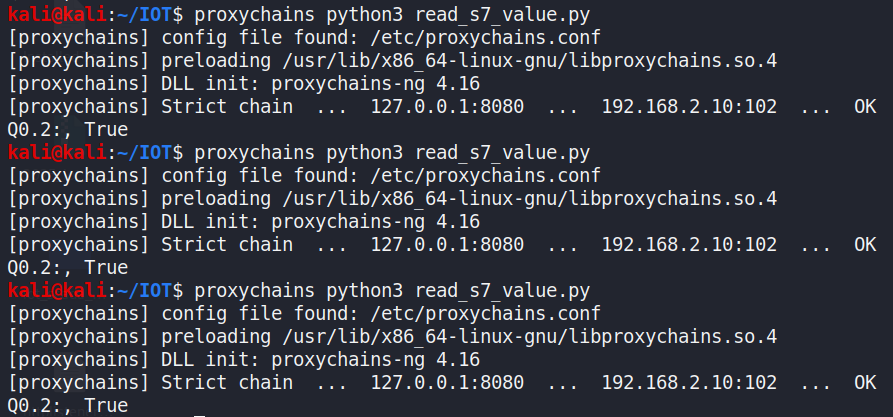 kali@kali:~/IOT$ proxychains python3 read_s7_value.py
[proxychains] config file found: /etc/proxychains.conf
[proxychains] preloading /usr/lib/x86_64-linux-gnu/libproxychains.so.4
[proxychains] DLL init: proxychains-ng 4.16
[proxychains] Strict chain  ...  127.0.0.1:8080  ...  192.168.2.10:102  ...  OK
Q0.2:, True
kali@kali:~/IOT$ proxychains python3 read_s7_value.py
[proxychains] config file found: /etc/proxychains.conf
[proxychains] preloading /usr/lib/x86_64-linux-gnu/libproxychains.so.4
[proxychains] DLL init: proxychains-ng 4.16
[proxychains] Strict chain  ...  127.0.0.1:8080  ...  192.168.2.10:102  ...  OK
Q0.2:, True
kali@kali:~/IOT$ proxychains python3 read_s7_value.py
[proxychains] config file found: /etc/proxychains.conf
[proxychains] preloading /usr/lib/x86_64-linux-gnu/libproxychains.so.4
[proxychains] DLL init: proxychains-ng 4.16
[proxychains] Strict chain  ...  127.0.0.1:8080  ...  192.168.2.10:102  ...  OK
Q0.2:, True